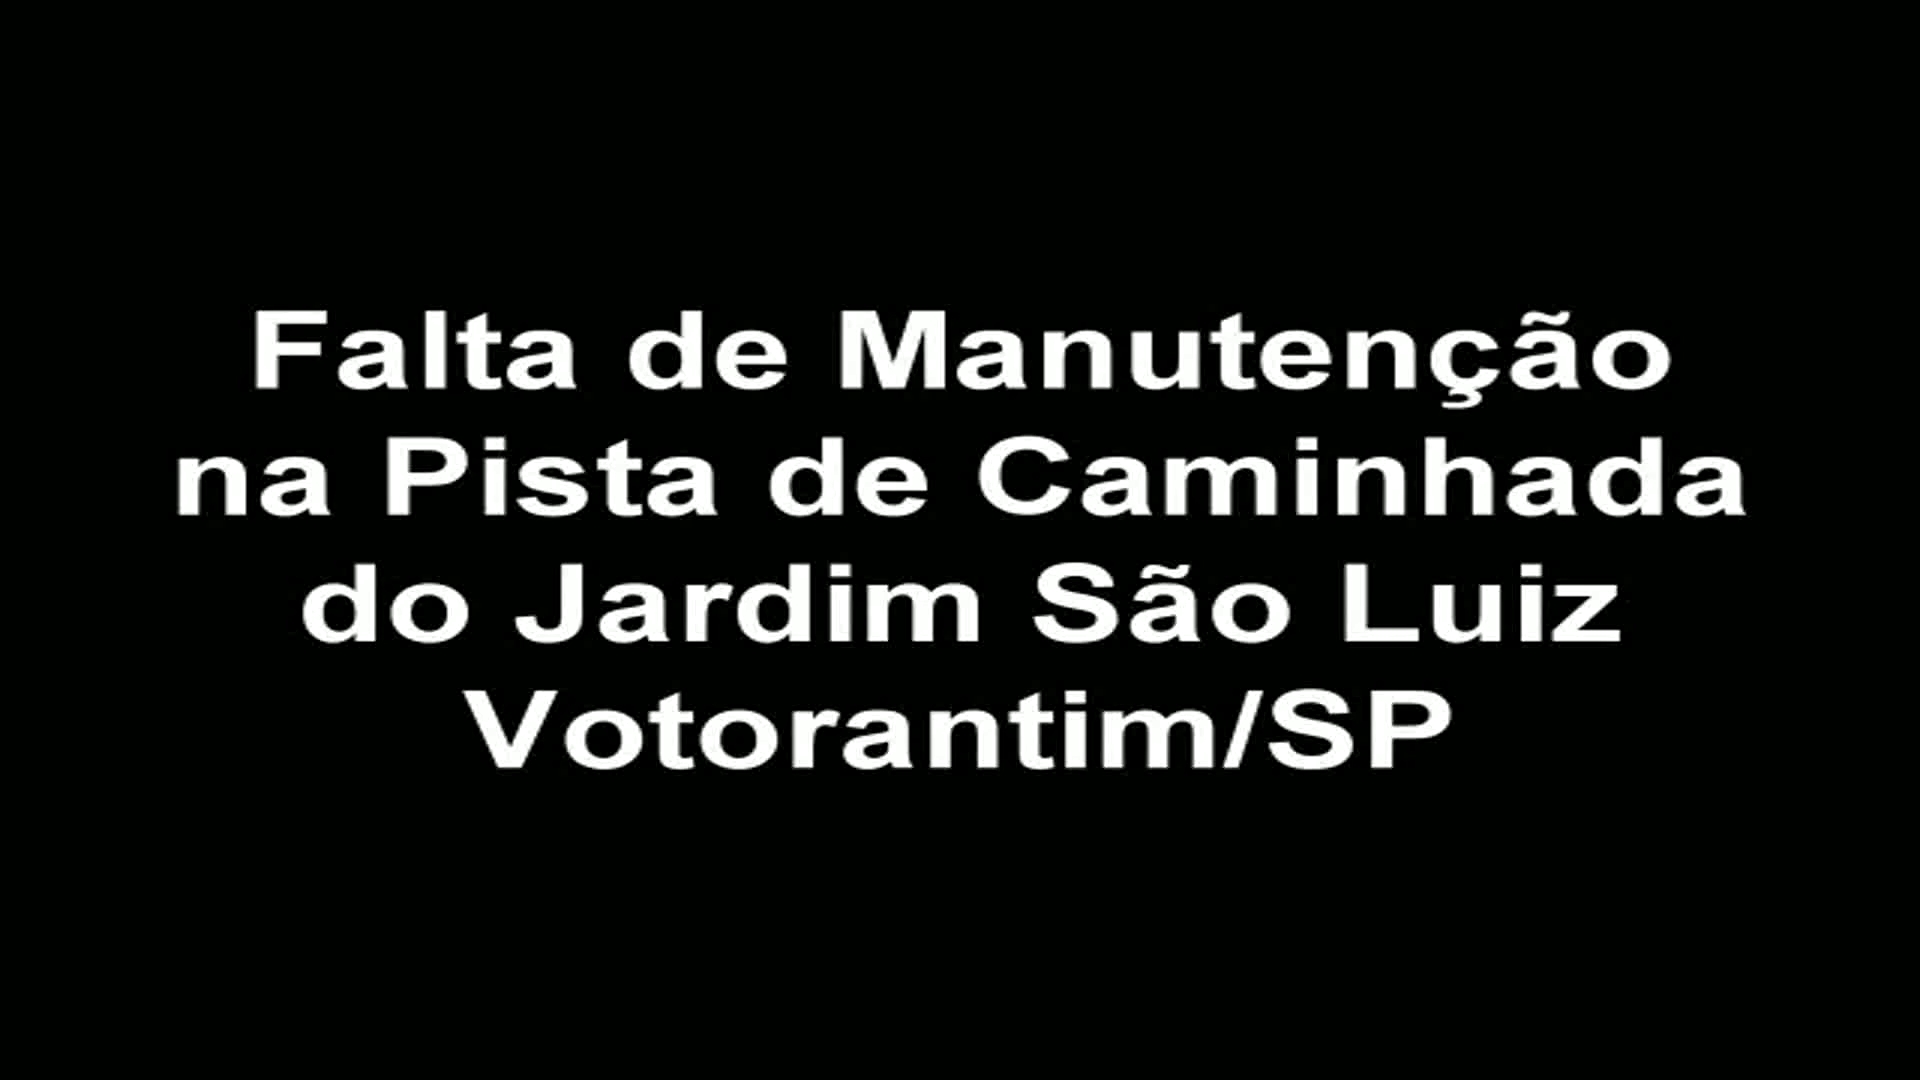 Falta de Manutenção
na Pista de Caminhada
do Jardim São Luiz
Votorantim/SP